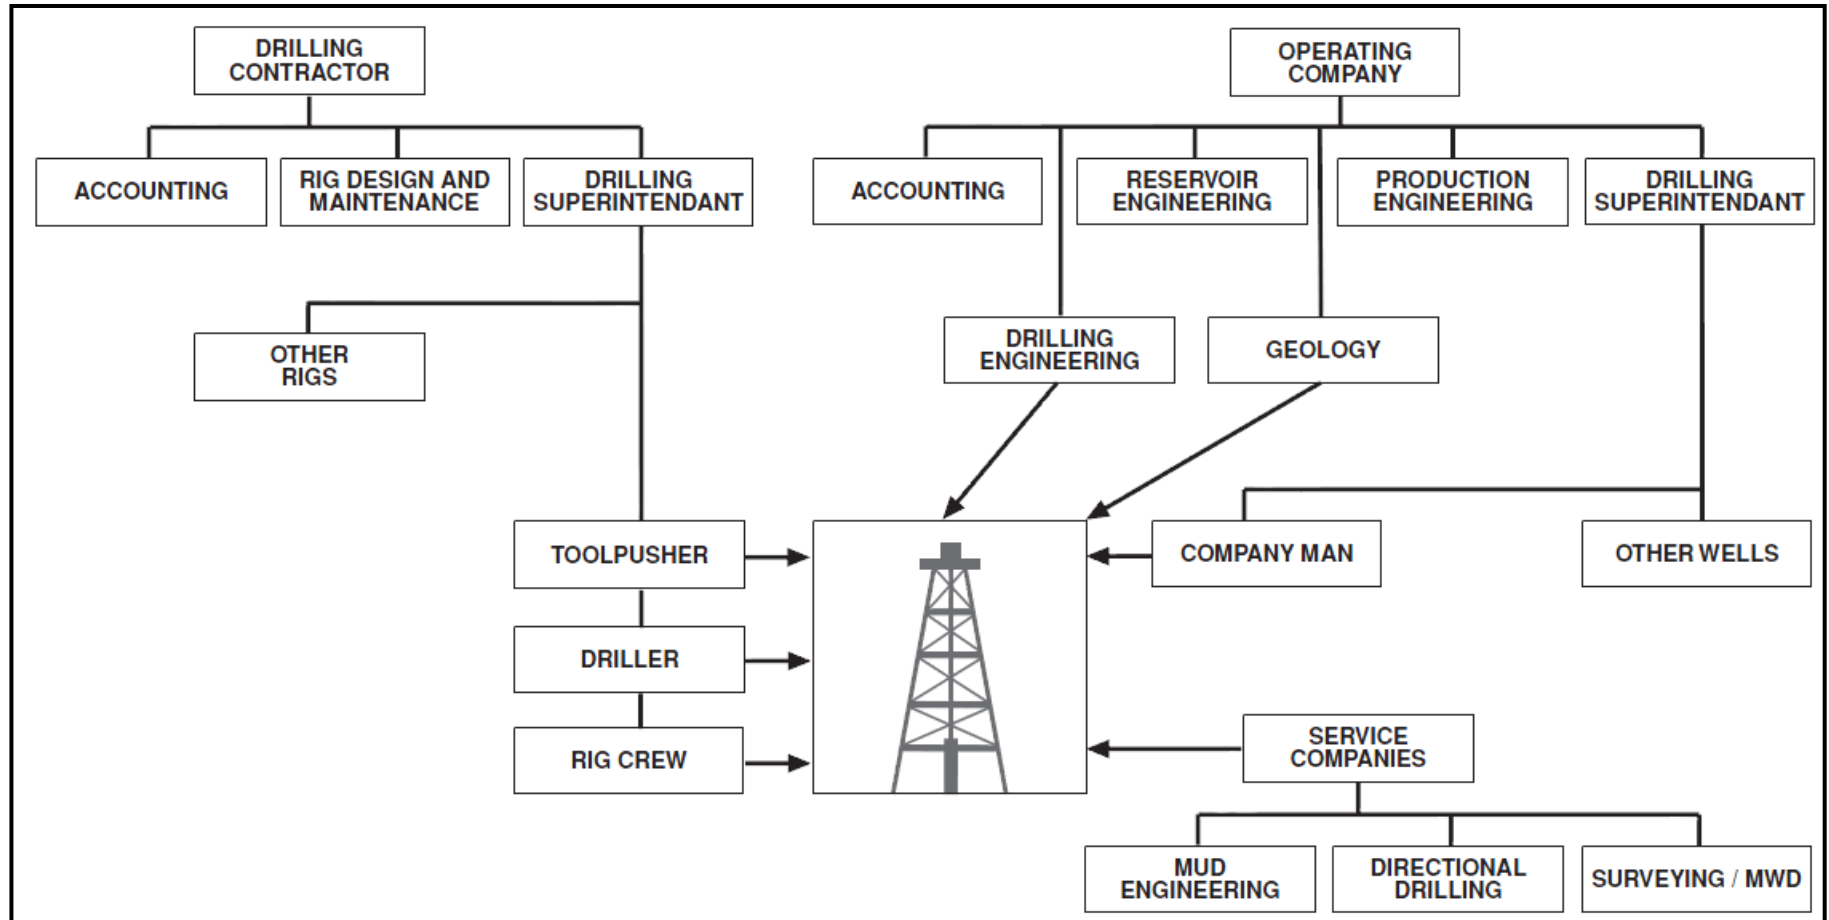 DRILLING
CONTRACTOR
OPERATING
COMPANY
ACCOUNTING
RIG DESIGN AND
MAINTENANCE
DRILLING
SUPERINTENDANT
ACCOUNTING
RESERVOIR
ENGINEERING
PRODUCTION
ENGINEERING
DRILLING
SUPERINTENDANT
OTHER
RIGS
DRILLING
ENGINEERING
GEOLOGY
TOOLPUSHER
COMPANY MAN
OTHER WELLS
DRILLER
RIG CREW
SERVICE
COMPANIES
MUD
ENGINEERING
DIRECTIONAL
DRILLING
SURVEYING / MWD